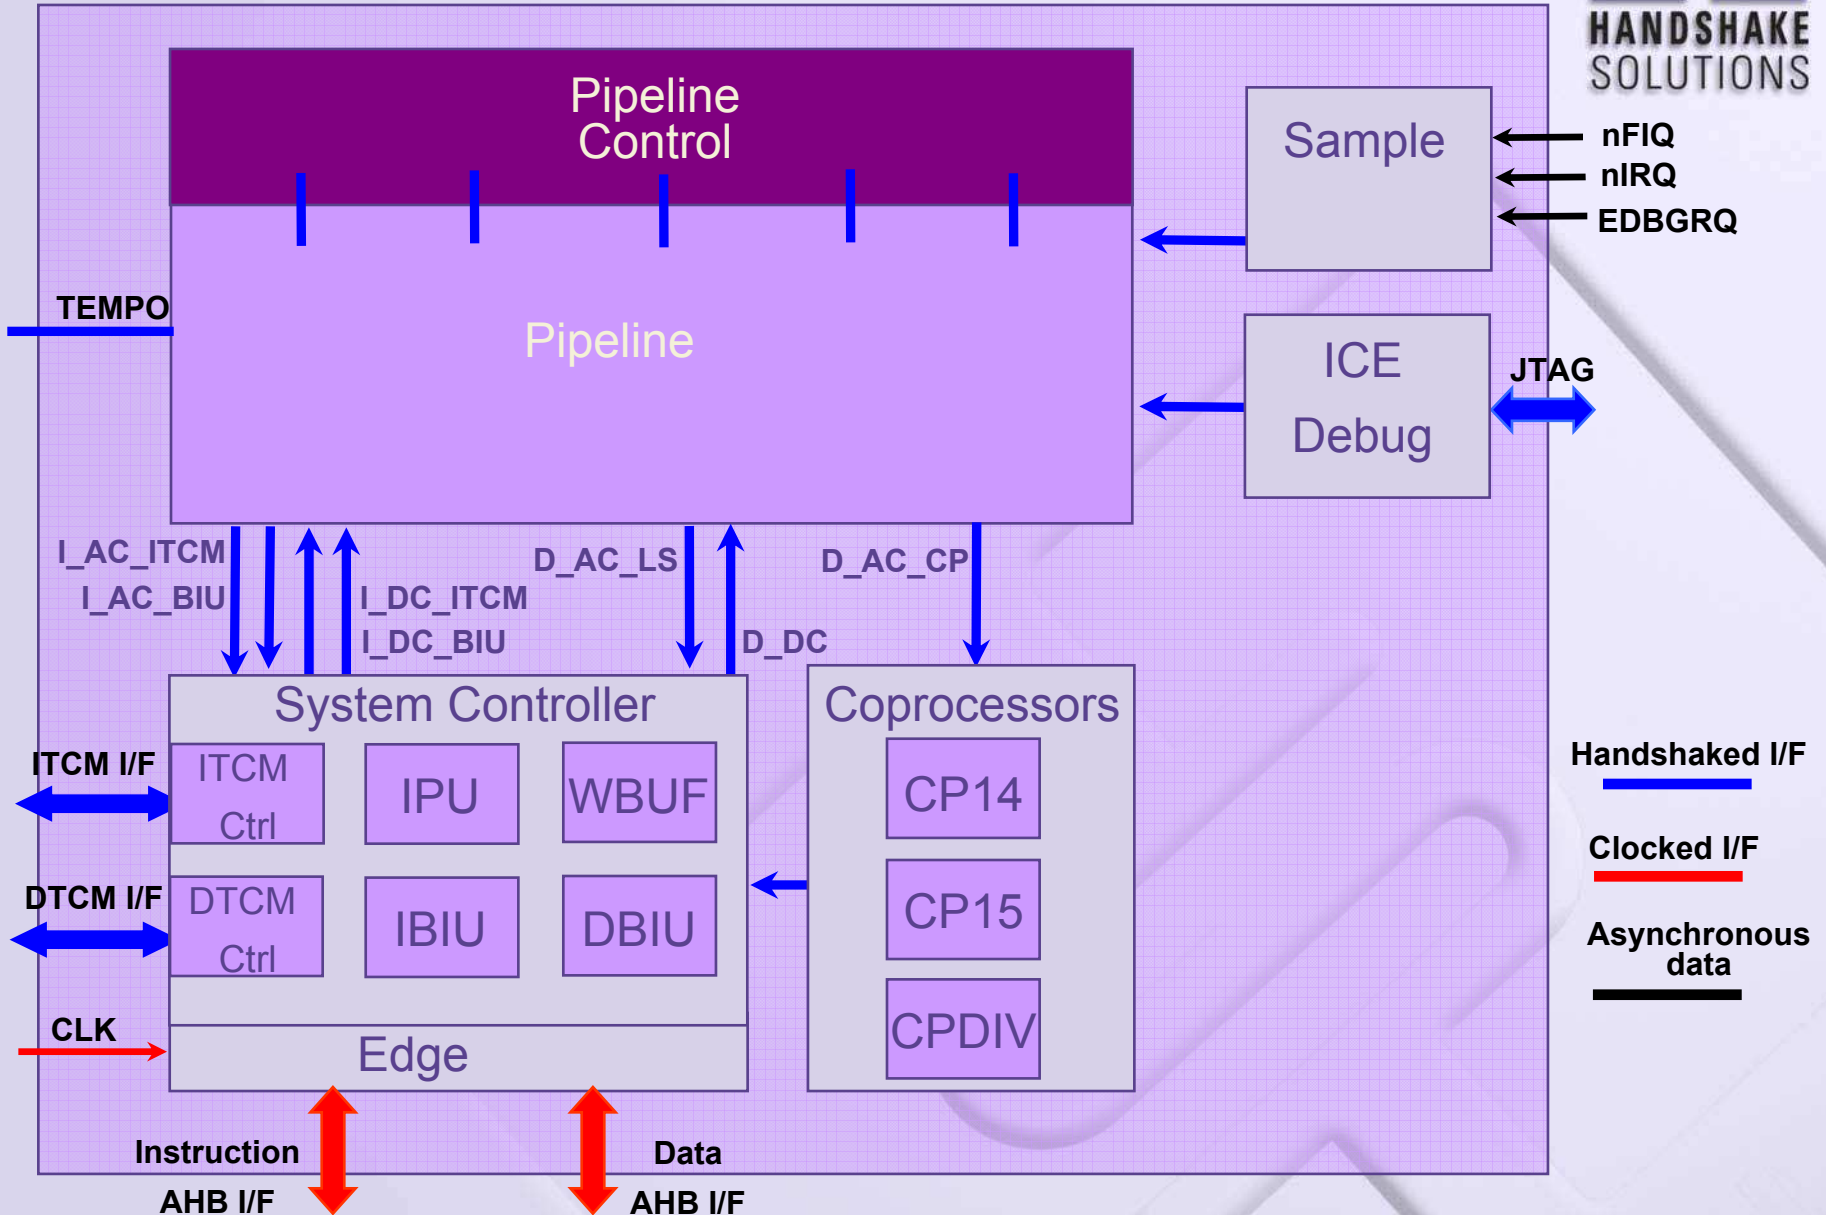 HANDSHAKE
SOLUTIONS
Pipeline
Control
Sample
nFIQ
nIRQ
EDBGRQ
TEMPO
Pipeline
ICE
Debug
JTAG
I_AC_ITCM
I_AC_BIU
I_DC_ITCM
I_DC_BIU
D_AC_LS
D_DC
D_AC_CP
System Controller
Coprocessors
ITCM I/F
ITCM
Ctrl
IPU
WBUF
CP14
DTCM I/F
DTCM
Ctrl
IBIU
DBIU
CP15
CLK
Edge
CPDIV
Instruction
AHB I/F
Data
AHB I/F
Handshaked I/F
Clocked I/F
Asynchronous
data